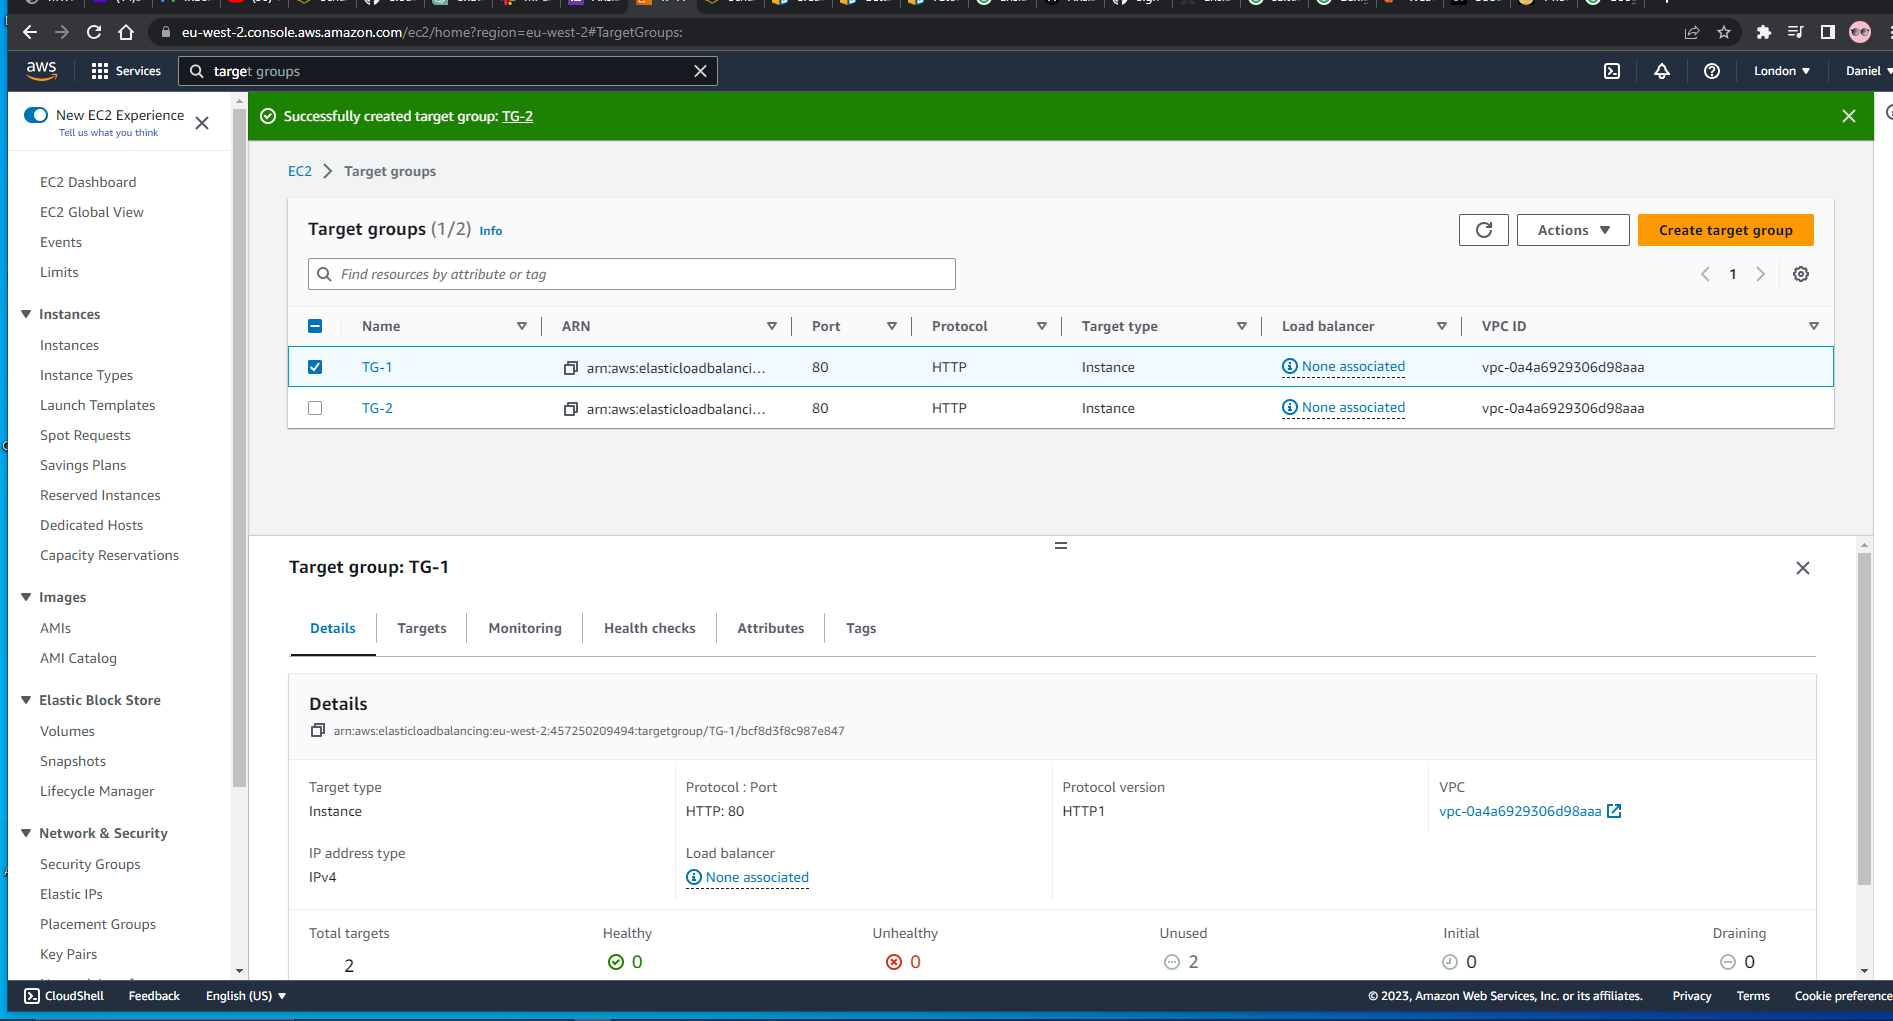 eu-west-2.console.aws.amazon.com/ec2/home?region=eu-west-2#TargetGroups:
aws Services target groups London Daniel
New EC2 Experience
Tell us what you think
Successfully created target group: TG-2
EC2 Target groups
EC2 Dashboard
EC2 Global View
Events
Limits
Instances
Instances
Instance Types
Launch Templates
Spot Requests
Savings Plans
Reserved Instances
Dedicated Hosts
Capacity Reservations
Images
AMIs
AMI Catalog
Elastic Block Store
Volumes
Snapshots
Lifecycle Manager
Network & Security
Security Groups
Elastic IPs
Placement Groups
Key Pairs
Target groups (1/2) Info
Actions Create target group
Find resources by attribute or tag
1
Name ARN Port Protocol Target type Load balancer VPC ID
TG-1 arn:aws:elasticloadbalanci... 80 HTTP Instance None associated vpc-0a4a6929306d98aaa
TG-2 arn:aws:elasticloadbalanci... 80 HTTP Instance None associated vpc-0a4a6929306d98aaa
Target group: TG-1
Details Targets Monitoring Health checks Attributes Tags
Details
arn:aws:elasticloadbalancing:eu-west-2:457250209494:targetgroup/TG-1/bcf8d3f8c987e847
Target type Protocol : Port Protocol version VPC
Instance HTTP: 80 HTTP1 vpc-0a4a6929306d98aaa
IP address type Load balancer
IPv4 None associated
Total targets Healthy Unhealthy Unused Initial Draining
2 0 0 2 0 0
CloudShell Feedback English (US) © 2023, Amazon Web Services, Inc. or its affiliates. Privacy Terms Cookie preference